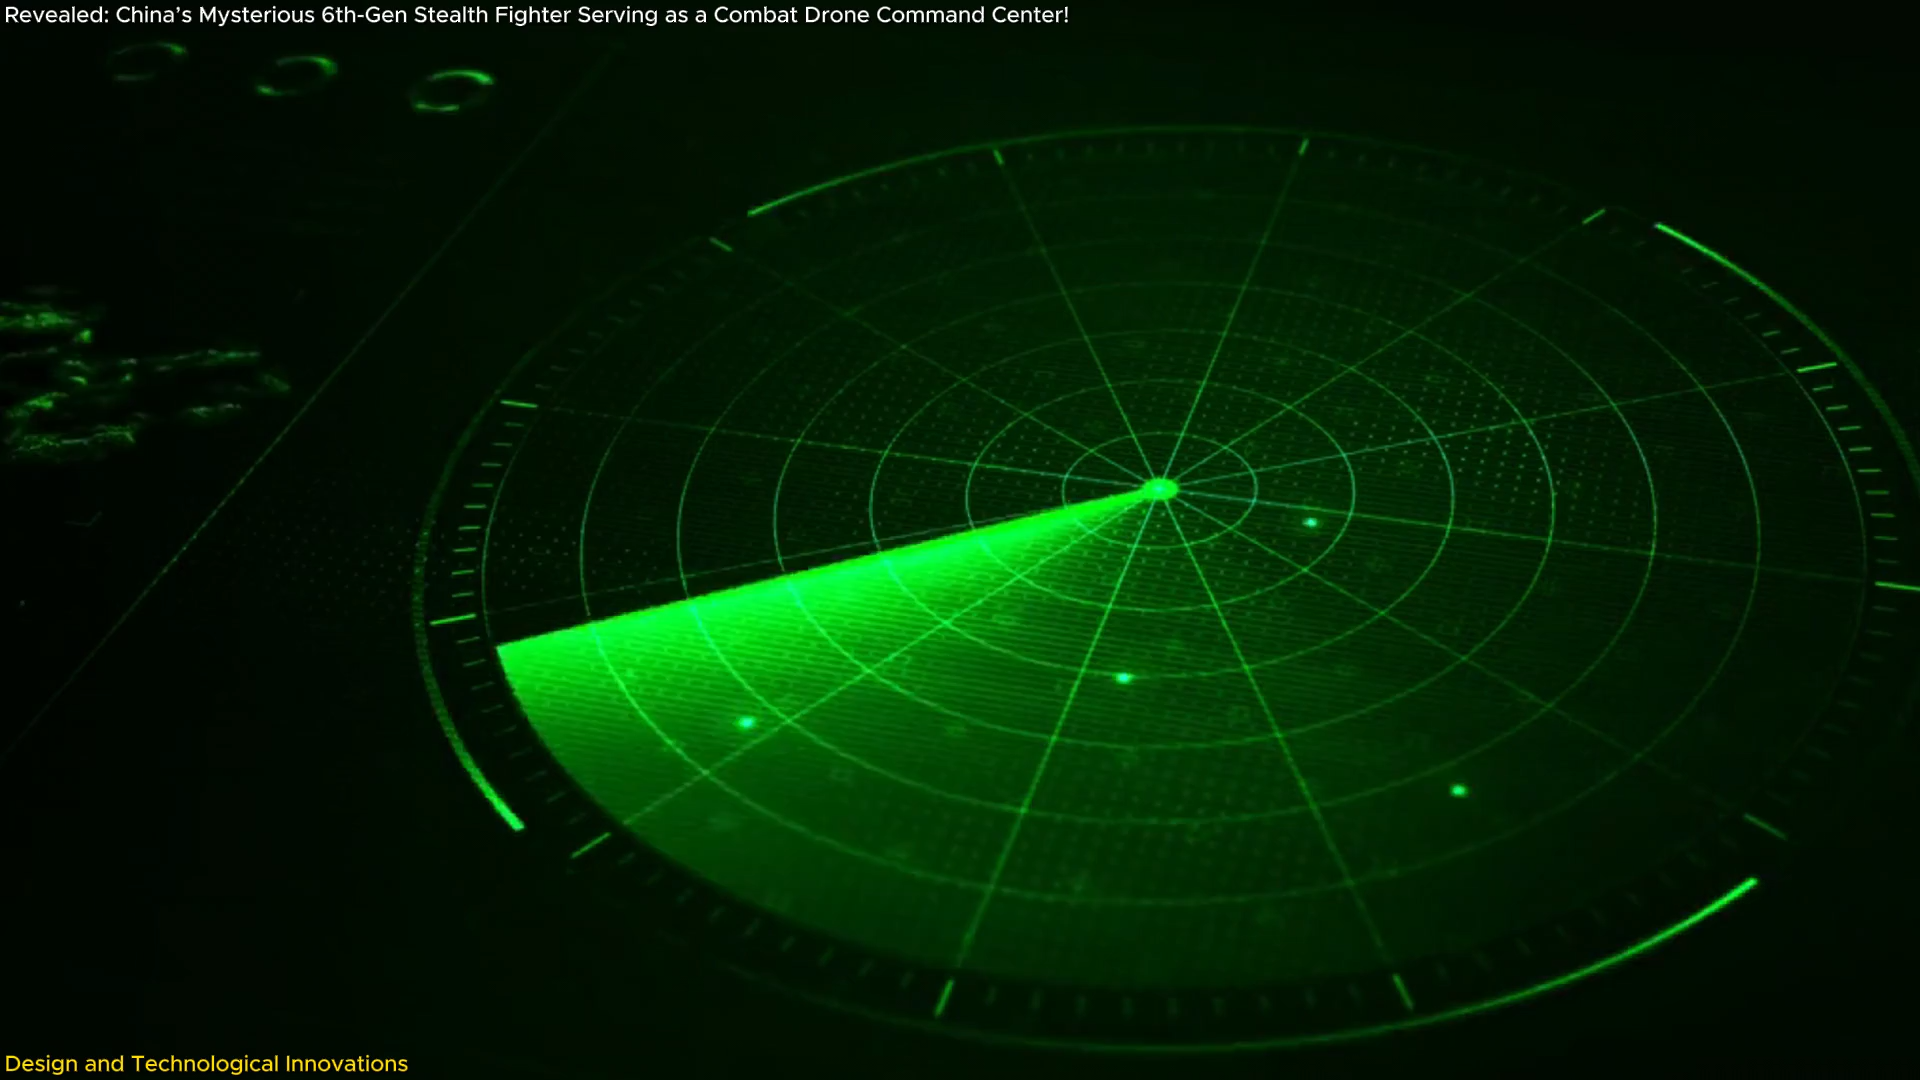 Revealed: China’s Mysterious 6th-Gen Stealth Fighter Serving as a Combat Drone Command Center!
Design and Technological Innovations